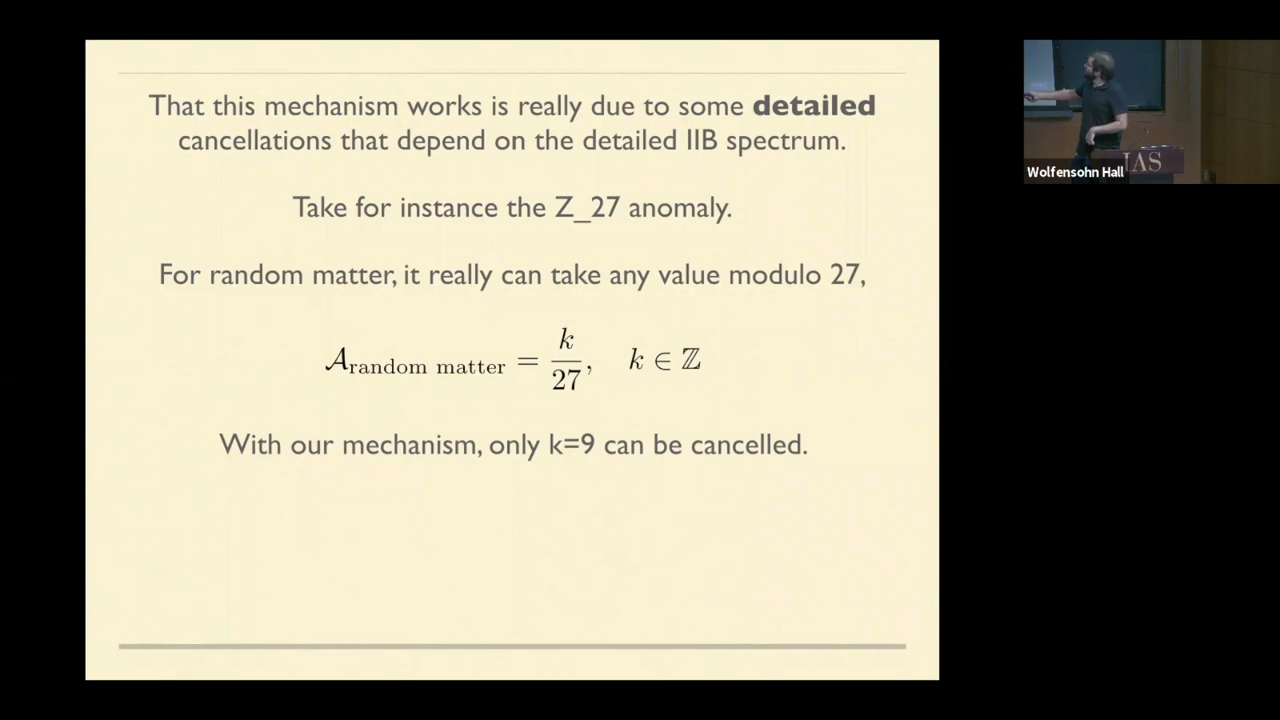 That this mechanism works is really due to some detailed
cancellations that depend on the detailed IIB spectrum.
Take for instance the Z_27 anomaly.
For random matter, it really can take any value modulo 27,
𝒜_random matter = k/27, k ∈ ℤ
With our mechanism, only k=9 can be cancelled.
IAS
Wolfensohn Hall